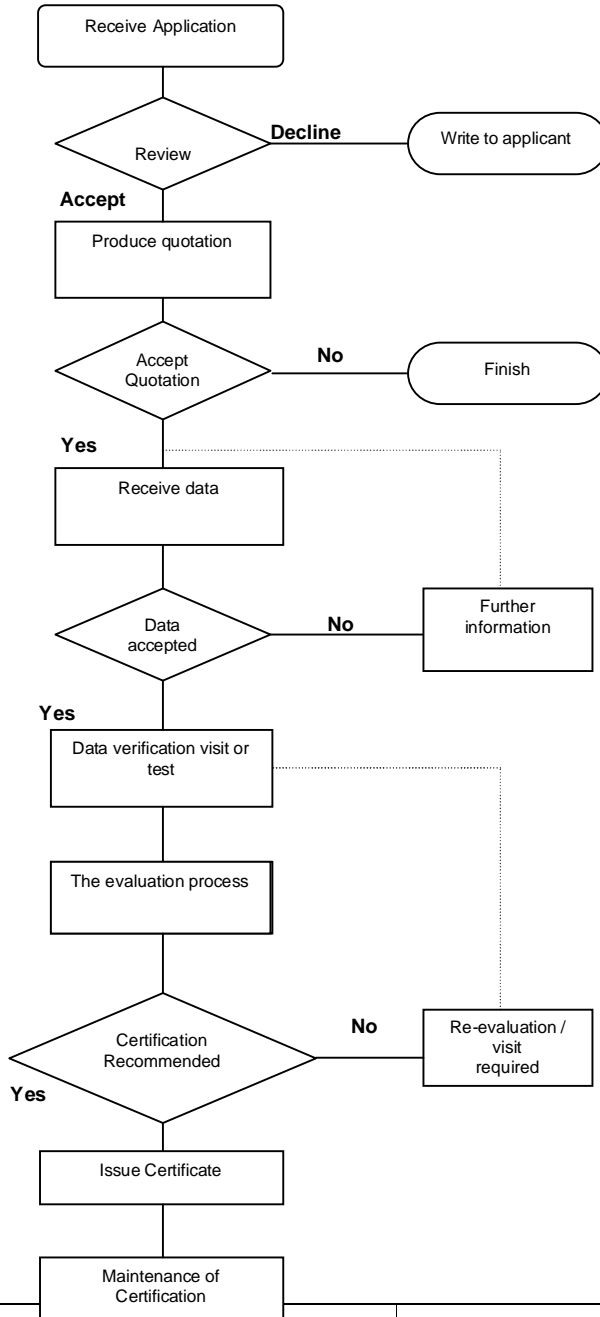 Receive Application
Review
Decline
Write to applicant
Accept
Produce quotation
Accept
Quotation
No
Finish
Yes
Receive data
Data
accepted
No
Further
information
Yes
Data verification visit or
test
The evaluation process
Certification
Recommended
No
Re-evaluation /
visit
required
Yes
Issue Certificate
Maintenance of
Certification